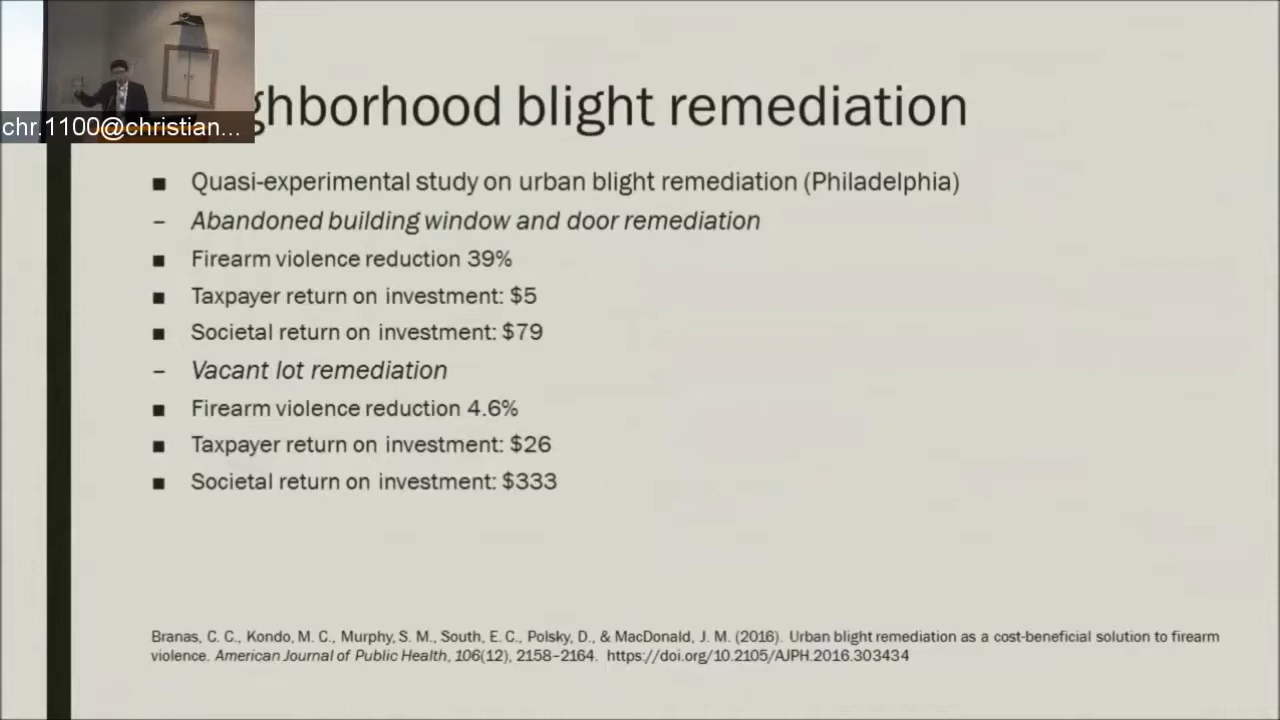 ghborhood blight remediation
chr.1100@christian...
■ Quasi-experimental study on urban blight remediation (Philadelphia)
– Abandoned building window and door remediation
■ Firearm violence reduction 39%
■ Taxpayer return on investment: $5
■ Societal return on investment: $79
– Vacant lot remediation
■ Firearm violence reduction 4.6%
■ Taxpayer return on investment: $26
■ Societal return on investment: $333
Branas, C. C., Kondo, M. C., Murphy, S. M., South, E. C., Polsky, D., & MacDonald, J. M. (2016). Urban blight remediation as a cost-beneficial solution to firearm
violence. American Journal of Public Health, 106(12), 2158–2164. https://doi.org/10.2105/AJPH.2016.303434